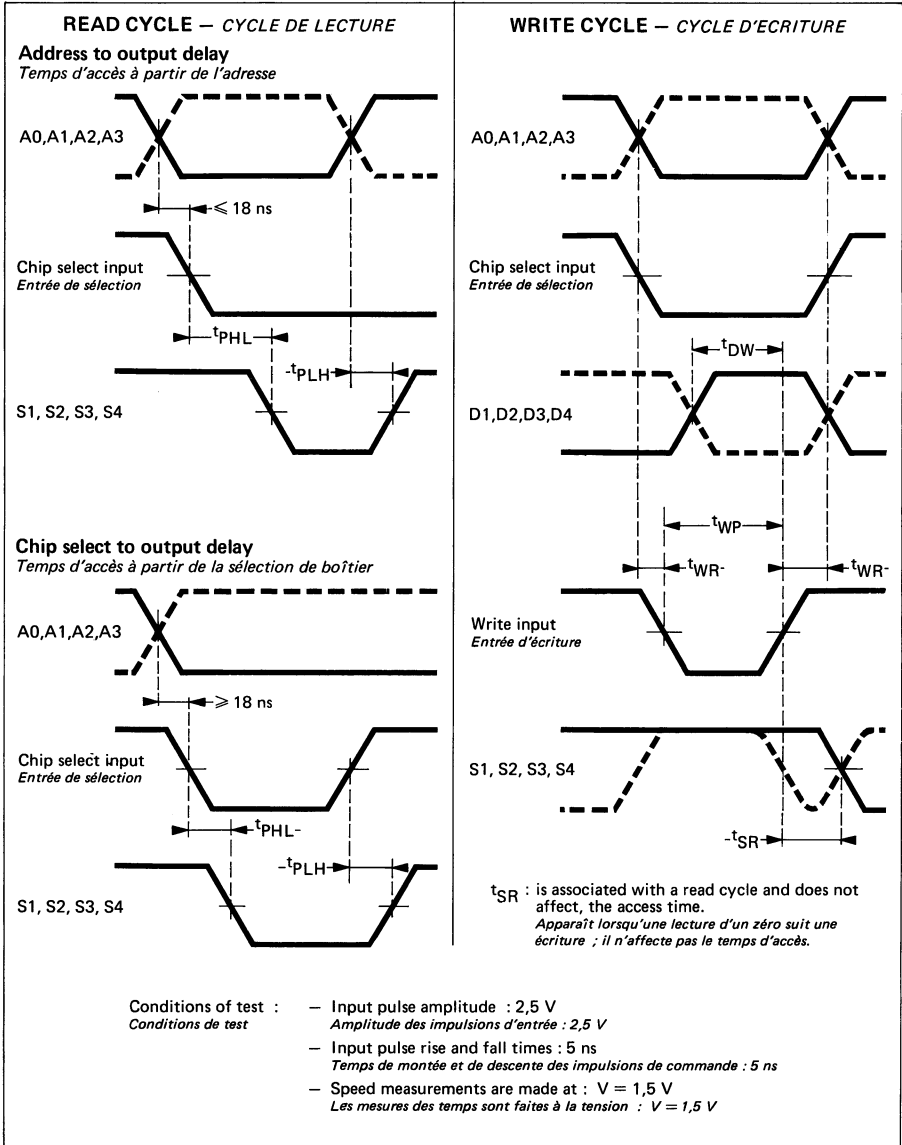 READ CYCLE — CYCLE DE LECTURE
Address to output delay
Temps d'accès à partir de l'adresse
A0,A1,A2,A3
⩽ 18 ns
Chip select input
Entrée de sélection
tPHL
-tPLH
S1, S2, S3, S4
Chip select to output delay
Temps d'accès à partir de la sélection de boîtier
A0,A1,A2,A3
⩾ 18 ns
Chip select input
Entrée de sélection
tPHL-
-tPLH
S1, S2, S3, S4
WRITE CYCLE — CYCLE D'ECRITURE
A0,A1,A2,A3
Chip select input
Entrée de sélection
tDW
D1,D2,D3,D4
tWP
tWR-
tWR-
Write input
Entrée d'écriture
S1, S2, S3, S4
-tSR
tSR : is associated with a read cycle and does not
affect, the access time.
Apparaît lorsqu'une lecture d'un zéro suit une
écriture ; il n'affecte pas le temps d'accès.
Conditions of test : — Input pulse amplitude : 2,5 V
Conditions de test Amplitude des impulsions d'entrée : 2,5 V
— Input pulse rise and fall times : 5 ns
Temps de montée et de descente des impulsions de commande : 5 ns
— Speed measurements are made at : V = 1,5 V
Les mesures des temps sont faites à la tension : V = 1,5 V